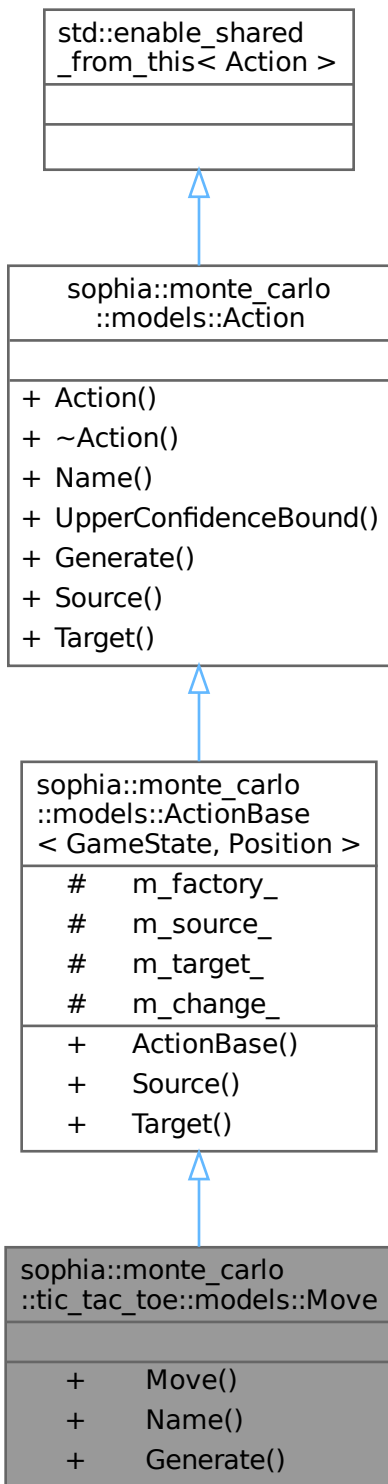 std::enable_shared
_from_this< Action >
sophia::monte_carlo
::models::Action
+ Action()
+ ~Action()
+ Name()
+ UpperConfidenceBound()
+ Generate()
+ Source()
+ Target()
sophia::monte_carlo
::models::ActionBase
< GameState, Position >
# m_factory_
# m_source_
# m_target_
# m_change_
+ ActionBase()
+ Source()
+ Target()
sophia::monte_carlo
::tic_tac_toe::models::Move
+ Move()
+ Name()
+ Generate()